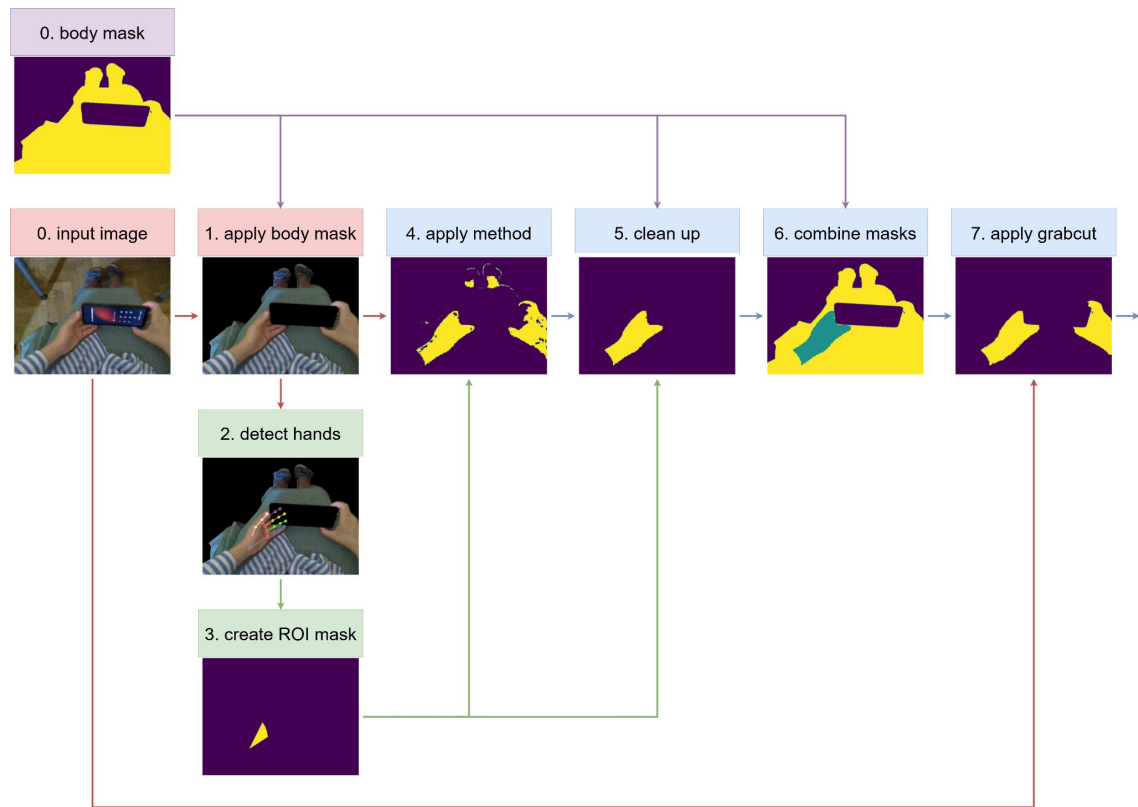 0. body mask
0. input image
1. apply body mask
4. apply method
5. clean up
6. combine masks
7. apply grabcut
2. detect hands
3. create ROI mask